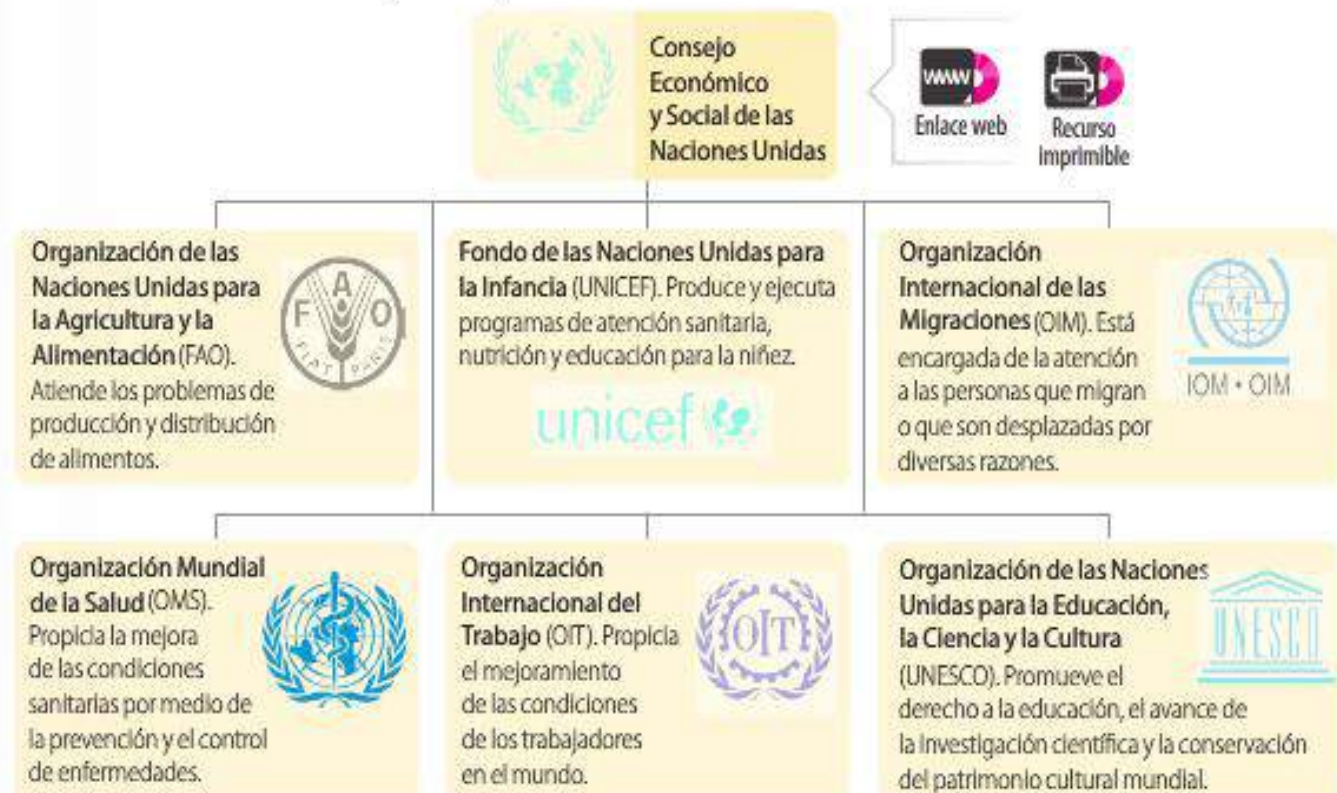 Consejo
Económico
y Social de las
Naciones Unidas
www
Enlace web
Recurso
imprimible
Organización de las
Naciones Unidas para
la Agricultura y la
Alimentación (FAO).
Atiende los problemas de
producción y distribución
de alimentos.
F A O
FIAT PANIS
Fondo de las Naciones Unidas para
la Infancia (UNICEF). Produce y ejecuta
programas de atención sanitaria,
nutrición y educación para la niñez.
unicef
Organización
Internacional de las
Migraciones (OIM). Está
encargada de la atención
a las personas que migran
o que son desplazadas por
diversas razones.
IOM • OIM
Organización Mundial
de la Salud (OMS).
Propicia la mejora
de las condiciones
sanitarias por medio de
la prevención y el control
de enfermedades.
Organización
Internacional del
Trabajo (OIT). Propicia
el mejoramiento
de las condiciones
de los trabajadores
en el mundo.
OIT
Organización de las Naciones
Unidas para la Educación,
la Ciencia y la Cultura
(UNESCO). Promueve el
derecho a la educación, el avance de
la investigación científica y la conservación
del patrimonio cultural mundial.
UNESCO